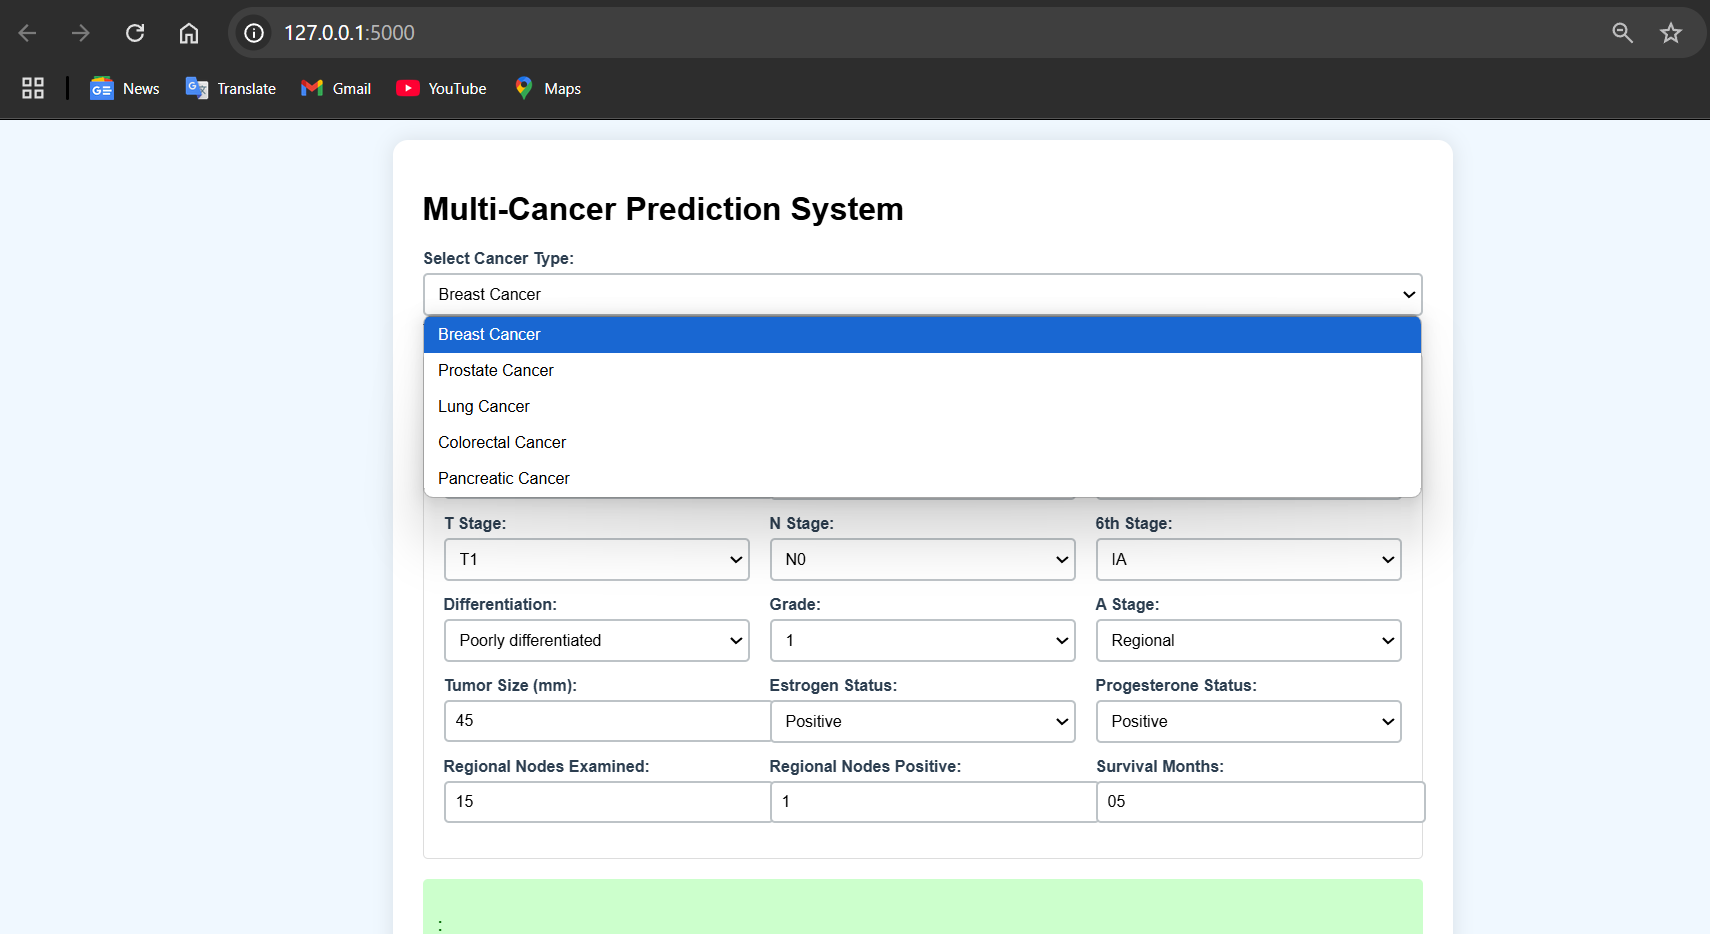 127.0.0.1:5000
News Translate Gmail YouTube Maps
Multi-Cancer Prediction System
Select Cancer Type:
Breast Cancer
Breast Cancer
Prostate Cancer
Lung Cancer
Colorectal Cancer
Pancreatic Cancer
T Stage: N Stage: 6th Stage:
T1 N0 IA
Differentiation: Grade: A Stage:
Poorly differentiated 1 Regional
Tumor Size (mm): Estrogen Status: Progesterone Status:
45 Positive Positive
Regional Nodes Examined: Regional Nodes Positive: Survival Months:
15 1 05
: